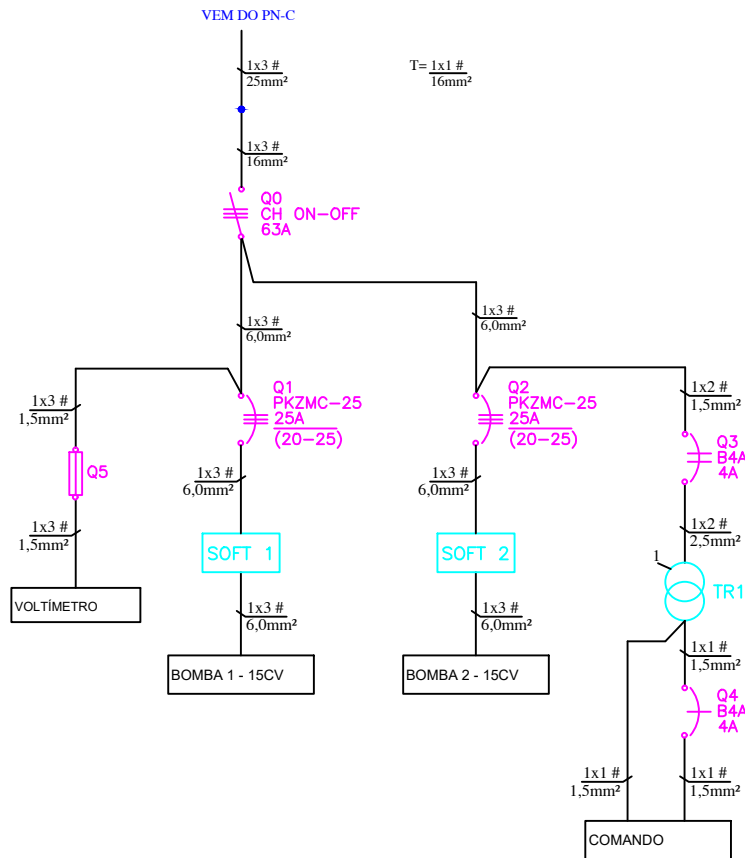 VEM DO PN-C
1x3 #
25mm²
T= 1x1 #
16mm²
1x3 #
16mm²
Q0
CH ON-OFF
63A
1x3 #
6,0mm²
1x3 #
6,0mm²
1x3 #
1,5mm²
Q1
PKZMC-25
25A
(20-25)
Q2
PKZMC-25
25A
(20-25)
1x2 #
1,5mm²
Q3
B4A
4A
Q5
1x3 #
6,0mm²
1x3 #
6,0mm²
1x3 #
1,5mm²
1x2 #
2,5mm²
SOFT 1
SOFT 2
1
TR1
VOLTÍMETRO
1x3 #
6,0mm²
1x3 #
6,0mm²
1x1 #
1,5mm²
BOMBA 1 - 15CV
BOMBA 2 - 15CV
Q4
B4A
4A
1x1 #
1,5mm²
1x1 #
1,5mm²
COMANDO